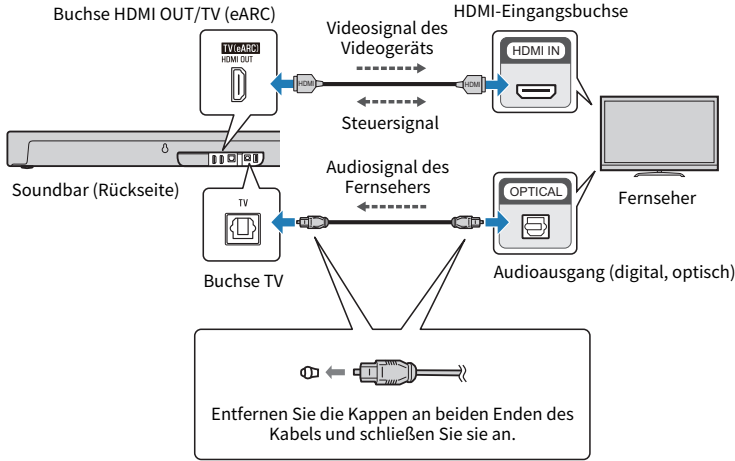 Buchse HDMI OUT/TV (eARC)
HDMI-Eingangsbuchse
Videosignal des
Videogeräts
TV(eARC)
HDMI OUT
HDMI IN
HDMI
HDMI
Steuersignal
Soundbar (Rückseite)
Audiosignal des
Fernsehers
Fernseher
TV
OPTICAL
Buchse TV
Audioausgang (digital, optisch)
Entfernen Sie die Kappen an beiden Enden des
Kabels und schließen Sie sie an.